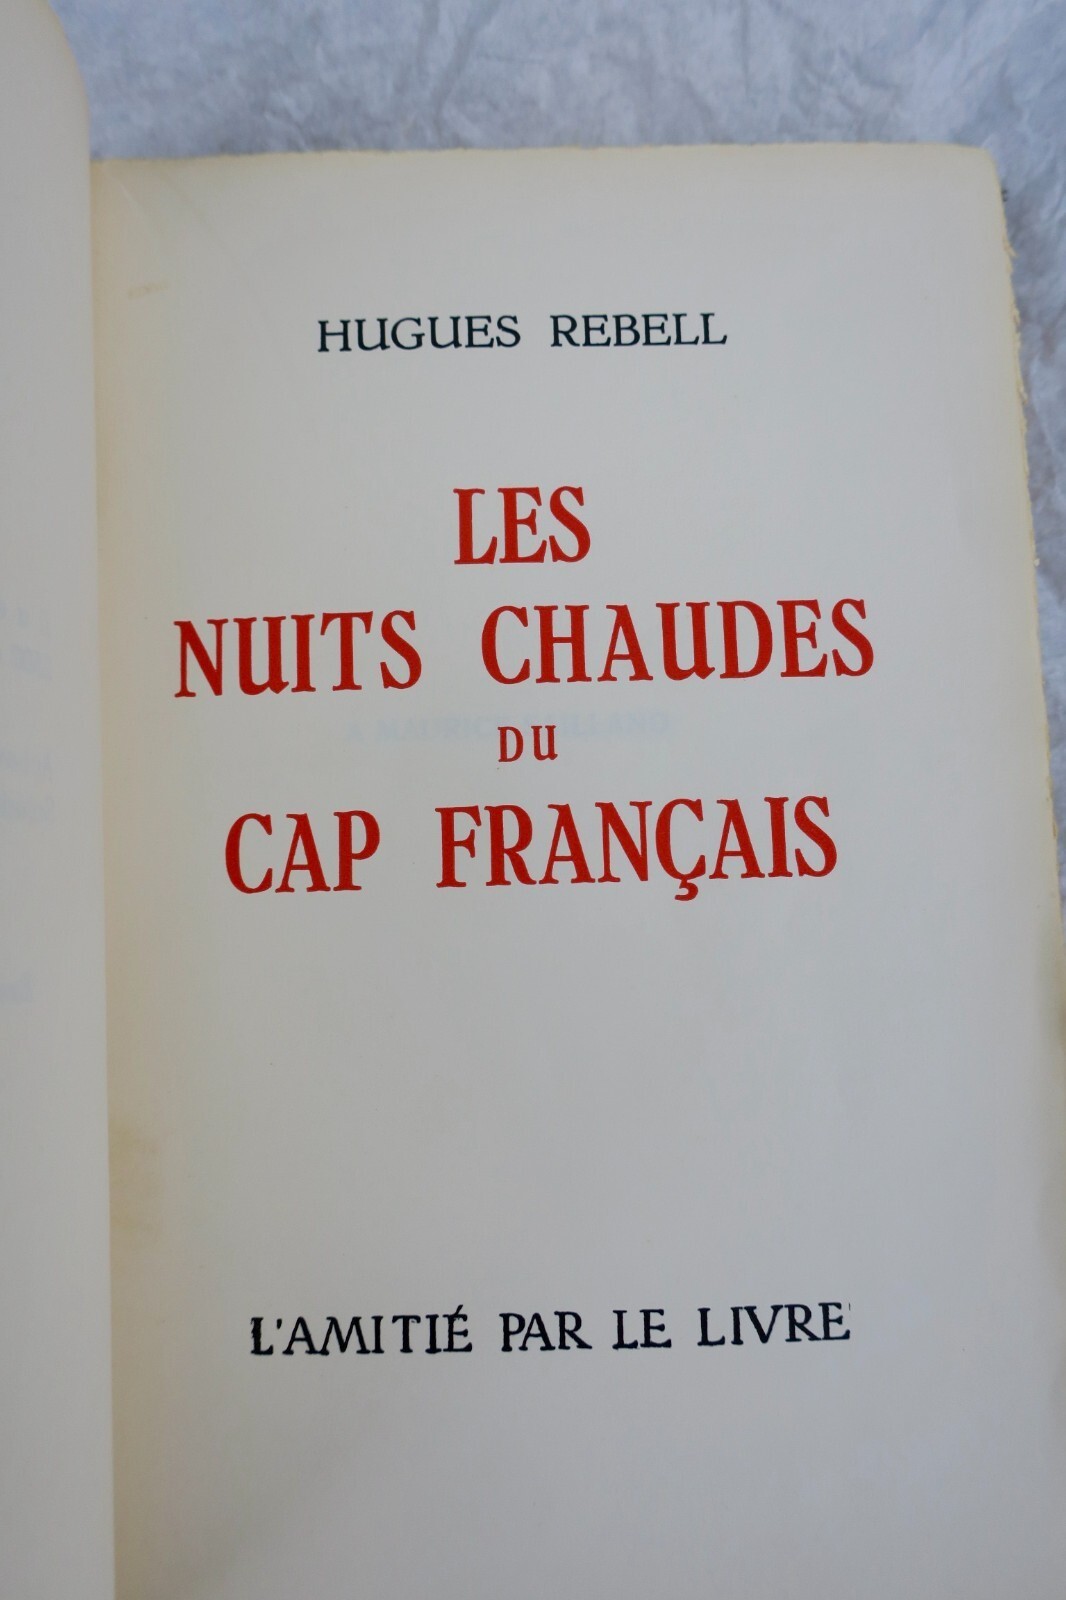 HUGUES REBELL
LES
NUITS CHAUDES
DU
CAP FRANÇAIS
L'AMITIÉ PAR LE LIVRE